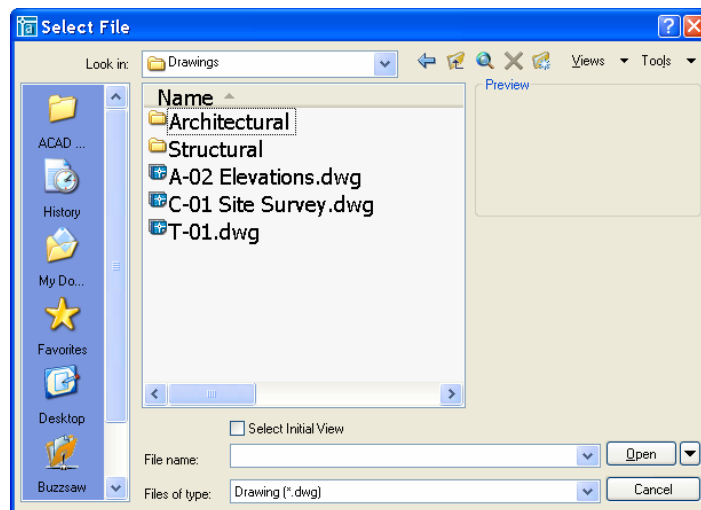 Select File
Look in: Drawings Views Tools
Name
Preview
Architectural
Structural
A-02 Elevations.dwg
C-01 Site Survey.dwg
T-01.dwg
ACAD ...
History
My Do...
Favorites
Desktop
Buzzsaw
Select Initial View
File name: Open
Files of type: Drawing (*.dwg) Cancel